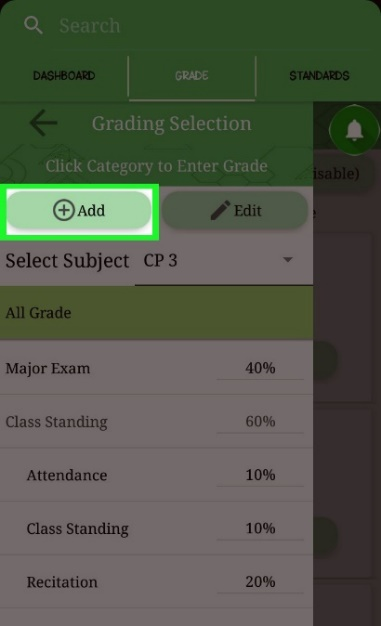 Search
DASHBOARD GRADE STANDARDS
Grading Selection
Click Category to Enter Grade
isable)
Add Edit
Select Subject CP 3
All Grade
Major Exam 40%
Class Standing 60%
Attendance 10%
Class Standing 10%
Recitation 20%